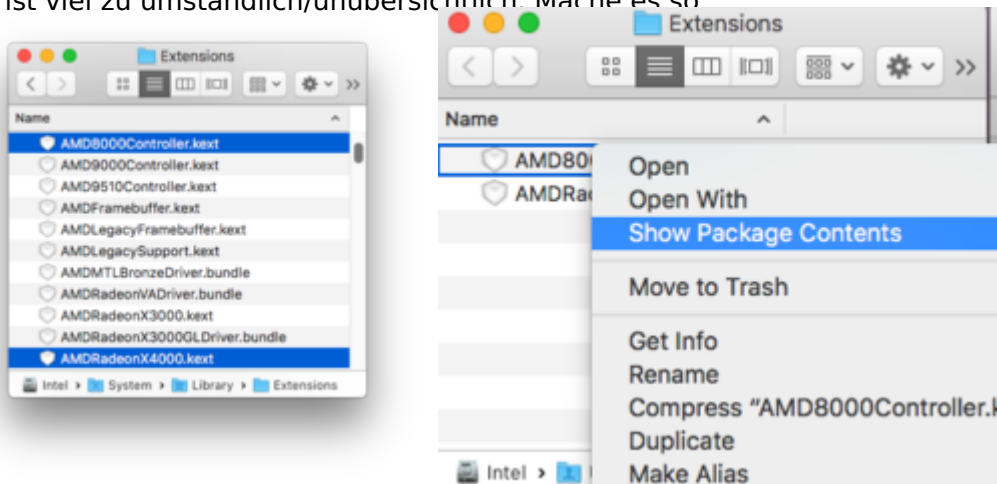 ist viel zu umständlich/unübersichtlich. Mache es so
Extensions
Name
AMD8000Controller.kext
AMD9000Controller.kext
AMD9510Controller.kext
AMDFramebuffer.kext
AMDLegacyFramebuffer.kext
AMDLegacySupport.kext
AMDMTLBronzeDriver.bundle
AMDRadeonVADriver.bundle
AMDRadeonX3000.kext
AMDRadeonX3000GLDriver.bundle
AMDRadeonX4000.kext
Intel › System › Library › Extensions
Extensions
Name
AMD80
AMDRad
Open
Open With
Show Package Contents
Move to Trash
Get Info
Rename
Compress “AMD8000Controller.k
Duplicate
Make Alias
Intel ›